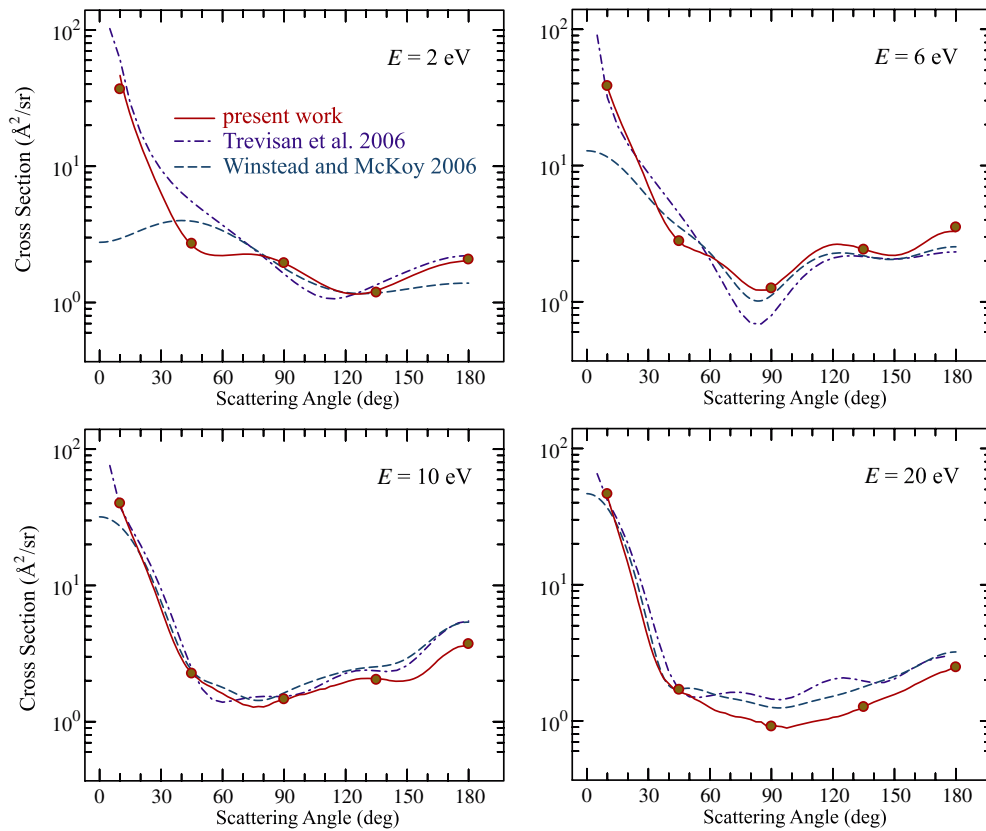 10²
10¹
10⁰
Cross Section (Å²/sr)
E = 2 eV
present work
Trevisan et al. 2006
Winstead and McKoy 2006
0 30 60 90 120 150 180
Scattering Angle (deg)
10²
10¹
10⁰
E = 6 eV
0 30 60 90 120 150 180
Scattering Angle (deg)
10²
10¹
10⁰
Cross Section (Å²/sr)
E = 10 eV
0 30 60 90 120 150 180
Scattering Angle (deg)
10²
10¹
10⁰
E = 20 eV
0 30 60 90 120 150 180
Scattering Angle (deg)